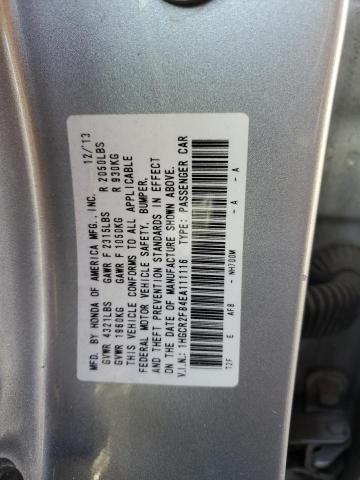 MFD. BY HONDA OF AMERICA MFG., INC. 12/13
GVWR 4321LBS GAWR F 2315LBS R 2050LBS
GVWR 1960KG GAWR F 1050KG R 930KG
THIS VEHICLE CONFORMS TO ALL APPLICABLE
FEDERAL MOTOR VEHICLE SAFETY, BUMPER,
AND THEFT PREVENTION STANDARDS IN EFFECT
ON THE DATE OF MANUFACTURE SHOWN ABOVE.
V.I.N.: 1HGCR2F84EA111116 TYPE: PASSENGER CAR
T2F E AF8 - NH700M - A - A